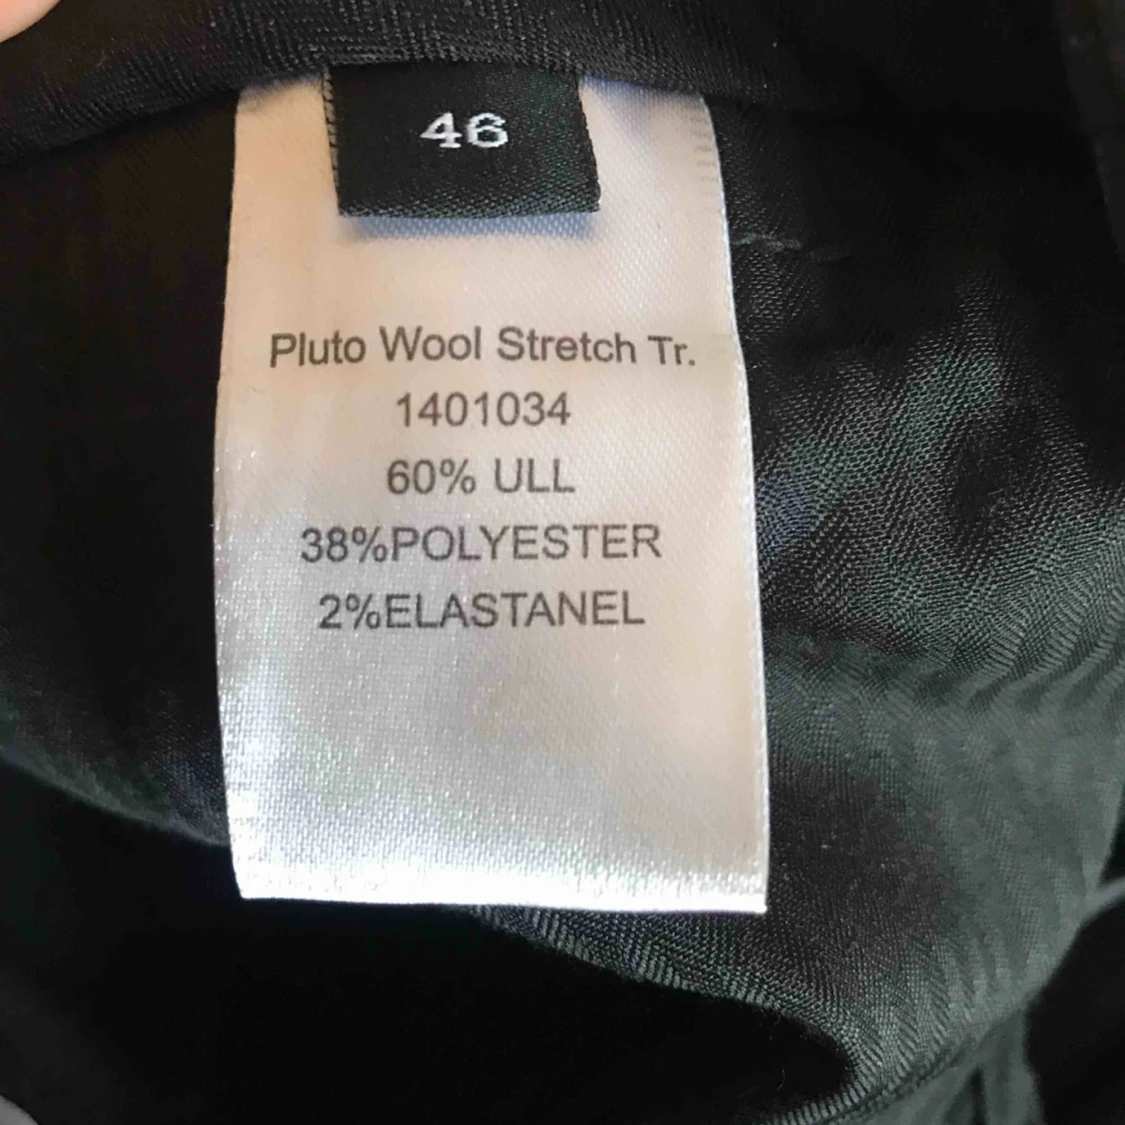 46
Pluto Wool Stretch Tr.
1401034
60% ULL
38%POLYESTER
2%ELASTANEL